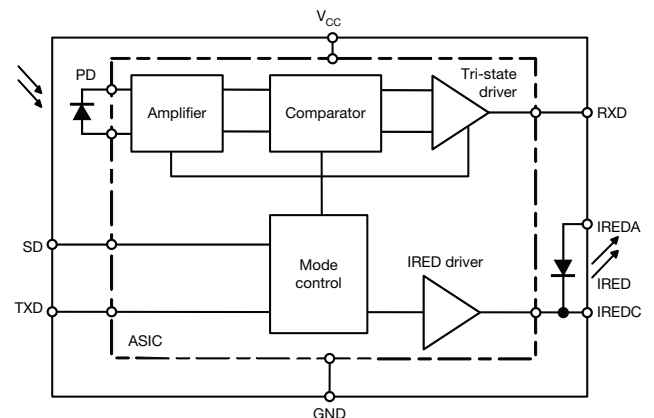 VCC
PD
Amplifier
Comparator
Tri-state
driver
RXD
SD
TXD
Mode
control
IRED driver
IREDA
IRED
IREDC
ASIC
GND